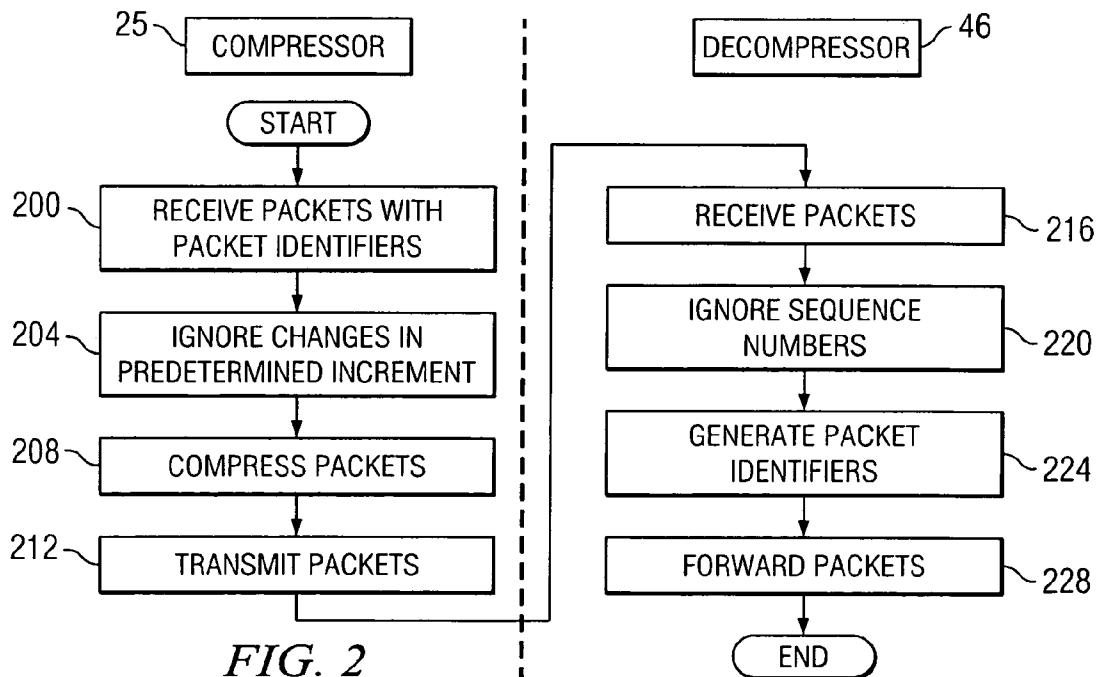 25
COMPRESSOR
START
200
RECEIVE PACKETS WITH
PACKET IDENTIFIERS
204
IGNORE CHANGES IN
PREDETERMINED INCREMENT
208
COMPRESS PACKETS
212
TRANSMIT PACKETS
DECOMPRESSOR
46
RECEIVE PACKETS
216
IGNORE SEQUENCE
NUMBERS
220
GENERATE PACKET
IDENTIFIERS
224
FORWARD PACKETS
228
END
FIG. 2